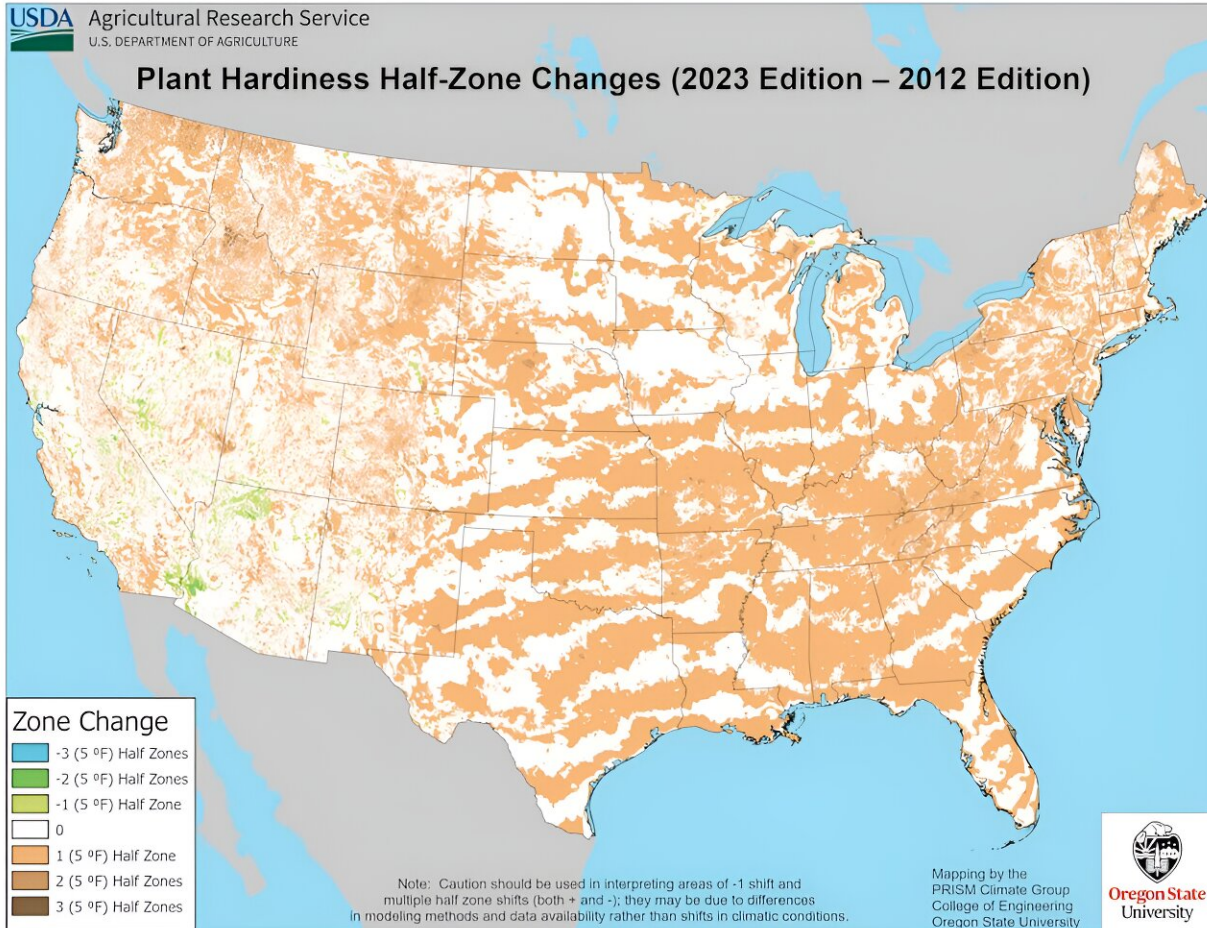 USDA
Agricultural Research Service
U.S. DEPARTMENT OF AGRICULTURE
Plant Hardiness Half-Zone Changes (2023 Edition – 2012 Edition)
Zone Change
-3 (5 ºF) Half Zones
-2 (5 ºF) Half Zones
-1 (5 ºF) Half Zone
0
1 (5 ºF) Half Zone
2 (5 ºF) Half Zones
3 (5 ºF) Half Zones
Note: Caution should be used in interpreting areas of -1 shift and
multiple half zone shifts (both + and -); they may be due to differences
in modeling methods and data availability rather than shifts in climatic conditions.
Mapping by the
PRISM Climate Group
College of Engineering
Oregon State University
Oregon State
University